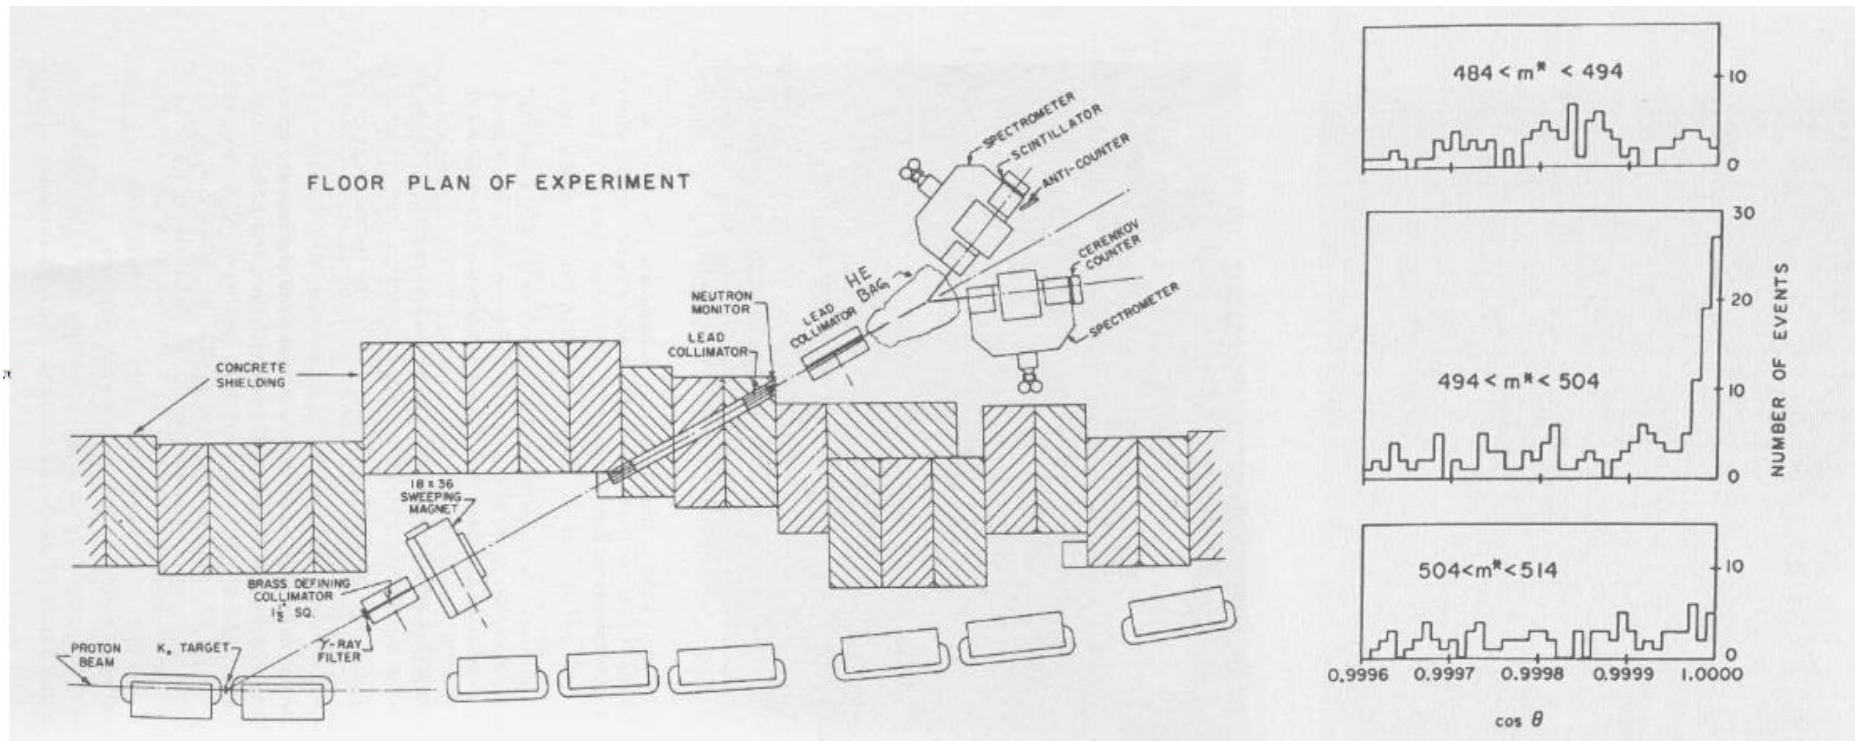 FLOOR PLAN OF EXPERIMENT
SPECTROMETER
SCINTILLATOR
ANTI-COUNTER
CERENKOV
COUNTER
SPECTROMETER
HE
BAG
LEAD
COLLIMATOR
NEUTRON
MONITOR
LEAD
COLLIMATOR
CONCRETE
SHIELDING
18 x 36
SWEEPING
MAGNET
BRASS DEFINING
COLLIMATOR
1½" SQ.
γ-RAY
FILTER
K₀ TARGET
PROTON
BEAM
484 < m* < 494
10
0
30
20
494 < m* < 504
10
0
NUMBER OF EVENTS
504 < m* < 514
10
0
0.9996 0.9997 0.9998 0.9999 1.0000
cos θ